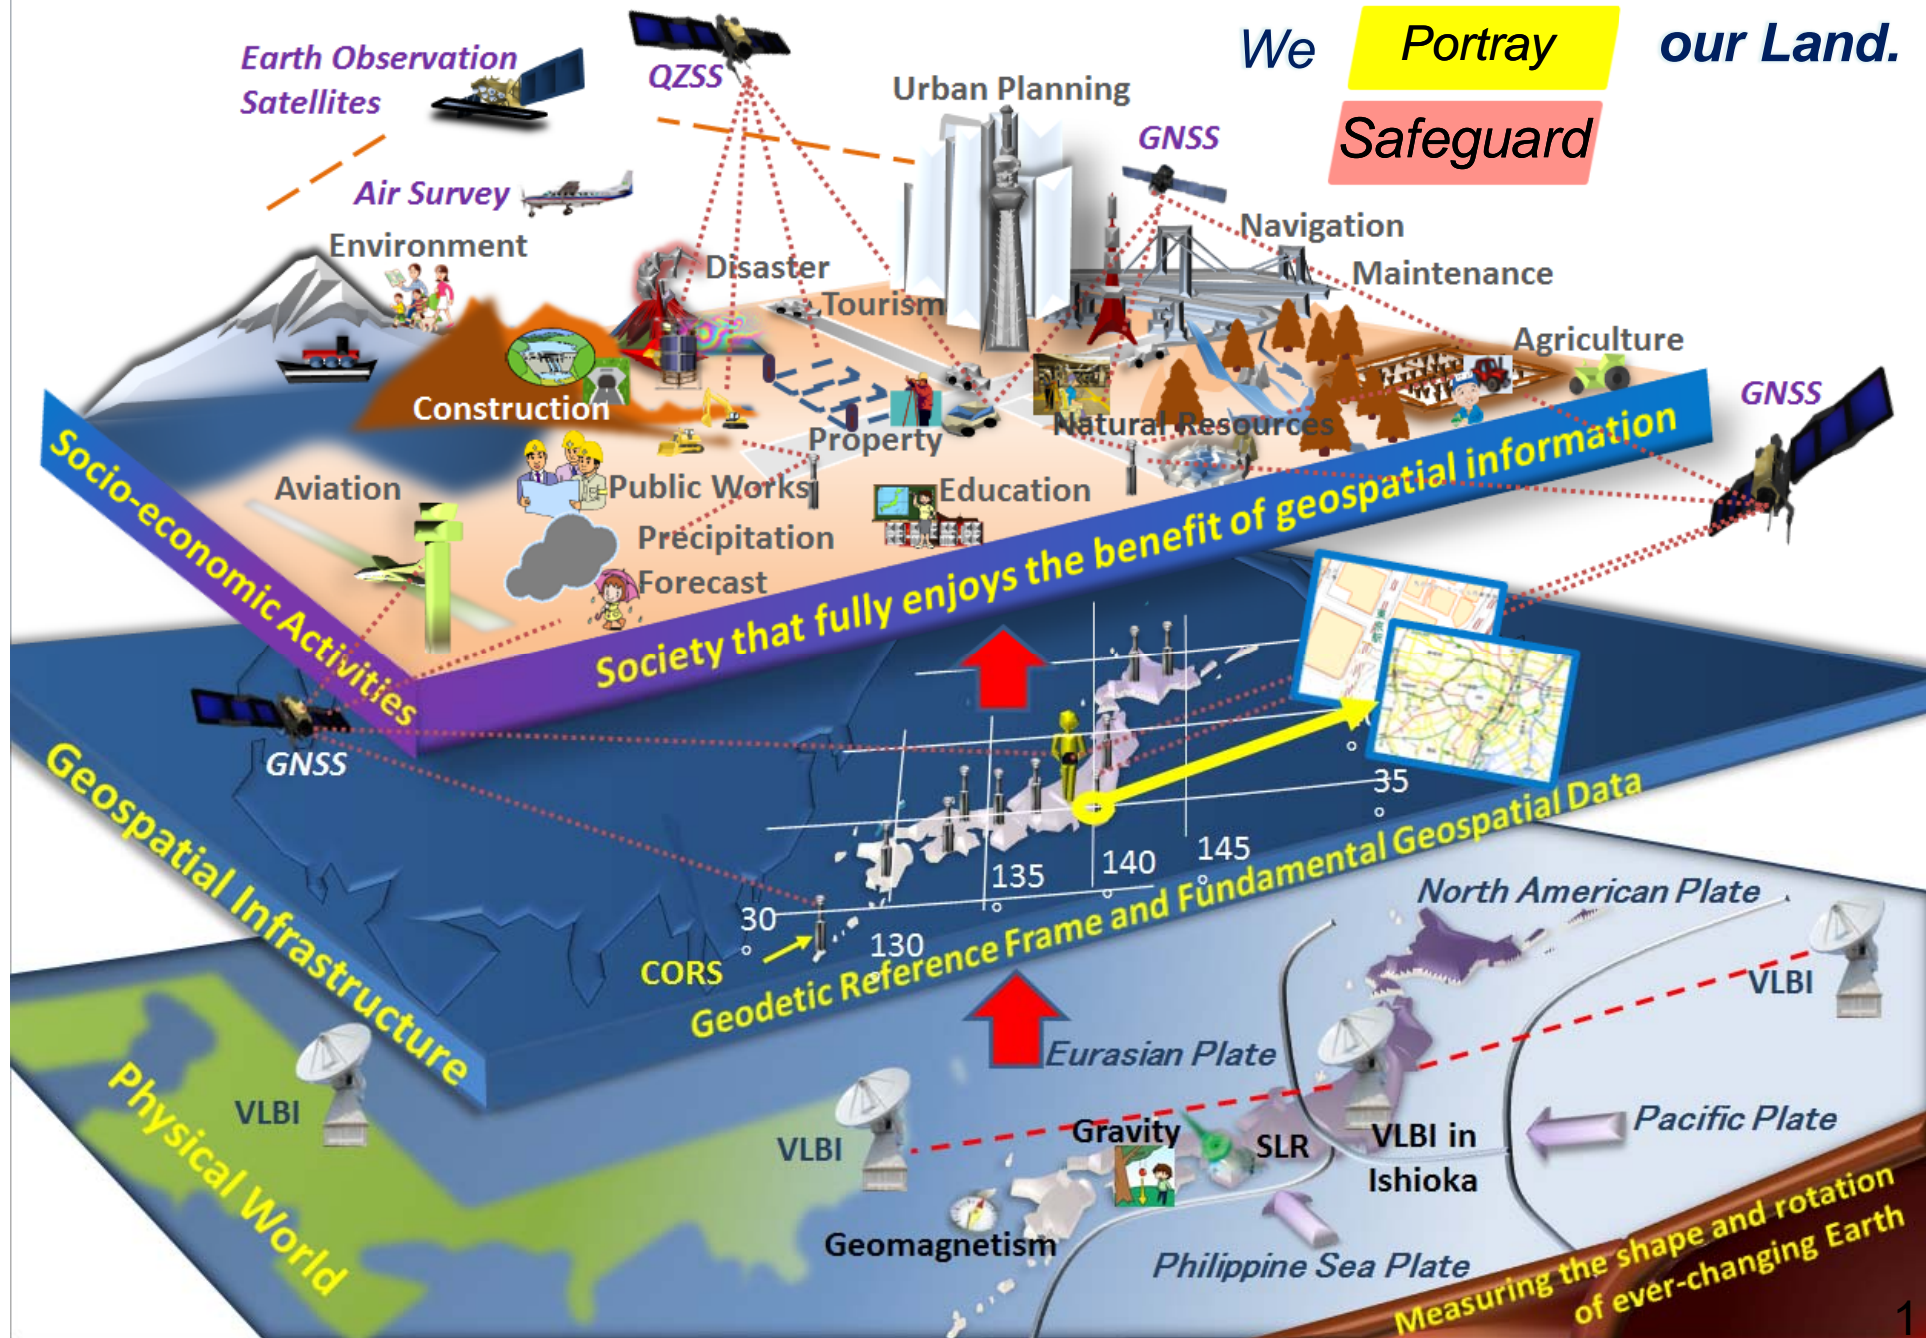 We Portray our Land.
Safeguard
Earth Observation
Satellites
QZSS
Urban Planning
GNSS
Air Survey
Environment
Disaster
Tourism
Navigation
Maintenance
Agriculture
GNSS
Construction
Property
Natural Resources
Aviation
Public Works
Education
Precipitation
Forecast
Socio-economic Activities
Society that fully enjoys the benefit of geospatial information
GNSS
Geospatial Infrastructure
35
°
°
145
°
140
°
135
°
30
°
130
°
CORS
Geodetic Reference Frame and Fundamental Geospatial Data
North American Plate
VLBI
Eurasian Plate
VLBI
VLBI
Gravity
SLR
VLBI in
Ishioka
Pacific Plate
Physical World
Geomagnetism
Philippine Sea Plate
Measuring the shape and rotation
of ever-changing Earth
1